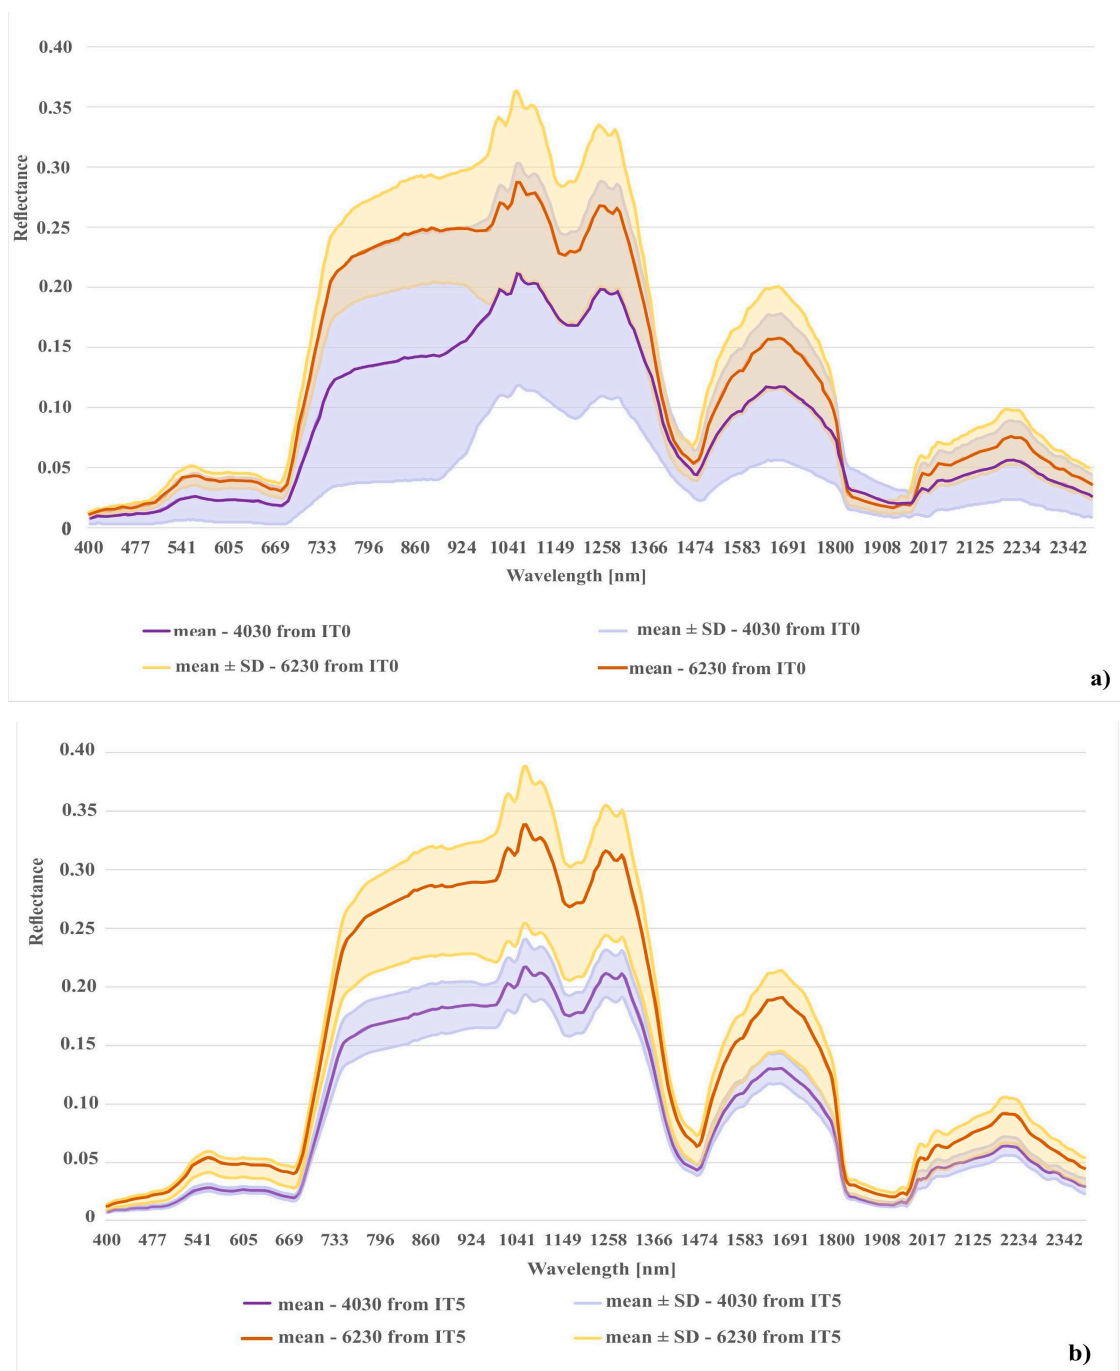 0.40
0.35
0.30
0.25
0.20
0.15
0.10
0.05
0
Reflectance
400 477 541 605 669 733 796 860 924 1041 1149 1258 1366 1474 1583 1691 1800 1908 2017 2125 2234 2342
Wavelength [nm]
mean - 4030 from IT0 mean ± SD - 4030 from IT0
mean ± SD - 6230 from IT0 mean - 6230 from IT0
a)
0.40
0.35
0.30
0.25
0.20
0.15
0.10
0.05
0
Reflectance
400 477 541 605 669 733 796 860 924 1041 1149 1258 1366 1474 1583 1691 1800 1908 2017 2125 2234 2342
Wavelength [nm]
mean - 4030 from IT5 mean ± SD - 4030 from IT5
mean - 6230 from IT5 mean ± SD - 6230 from IT5
b)